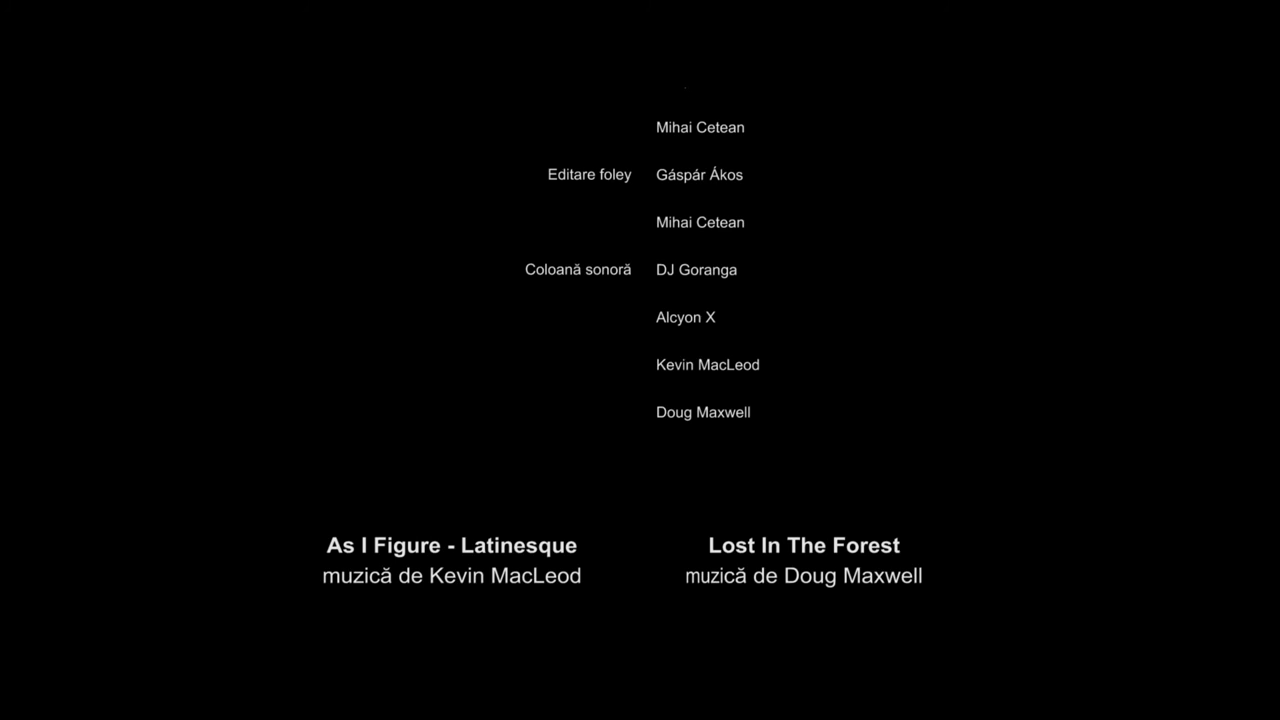 Mihai Cetean
Editare foley Gáspár Ákos
Mihai Cetean
Coloană sonoră DJ Goranga
Alcyon X
Kevin MacLeod
Doug Maxwell
As I Figure - Latinesque
muzică de Kevin MacLeod
Lost In The Forest
muzică de Doug Maxwell